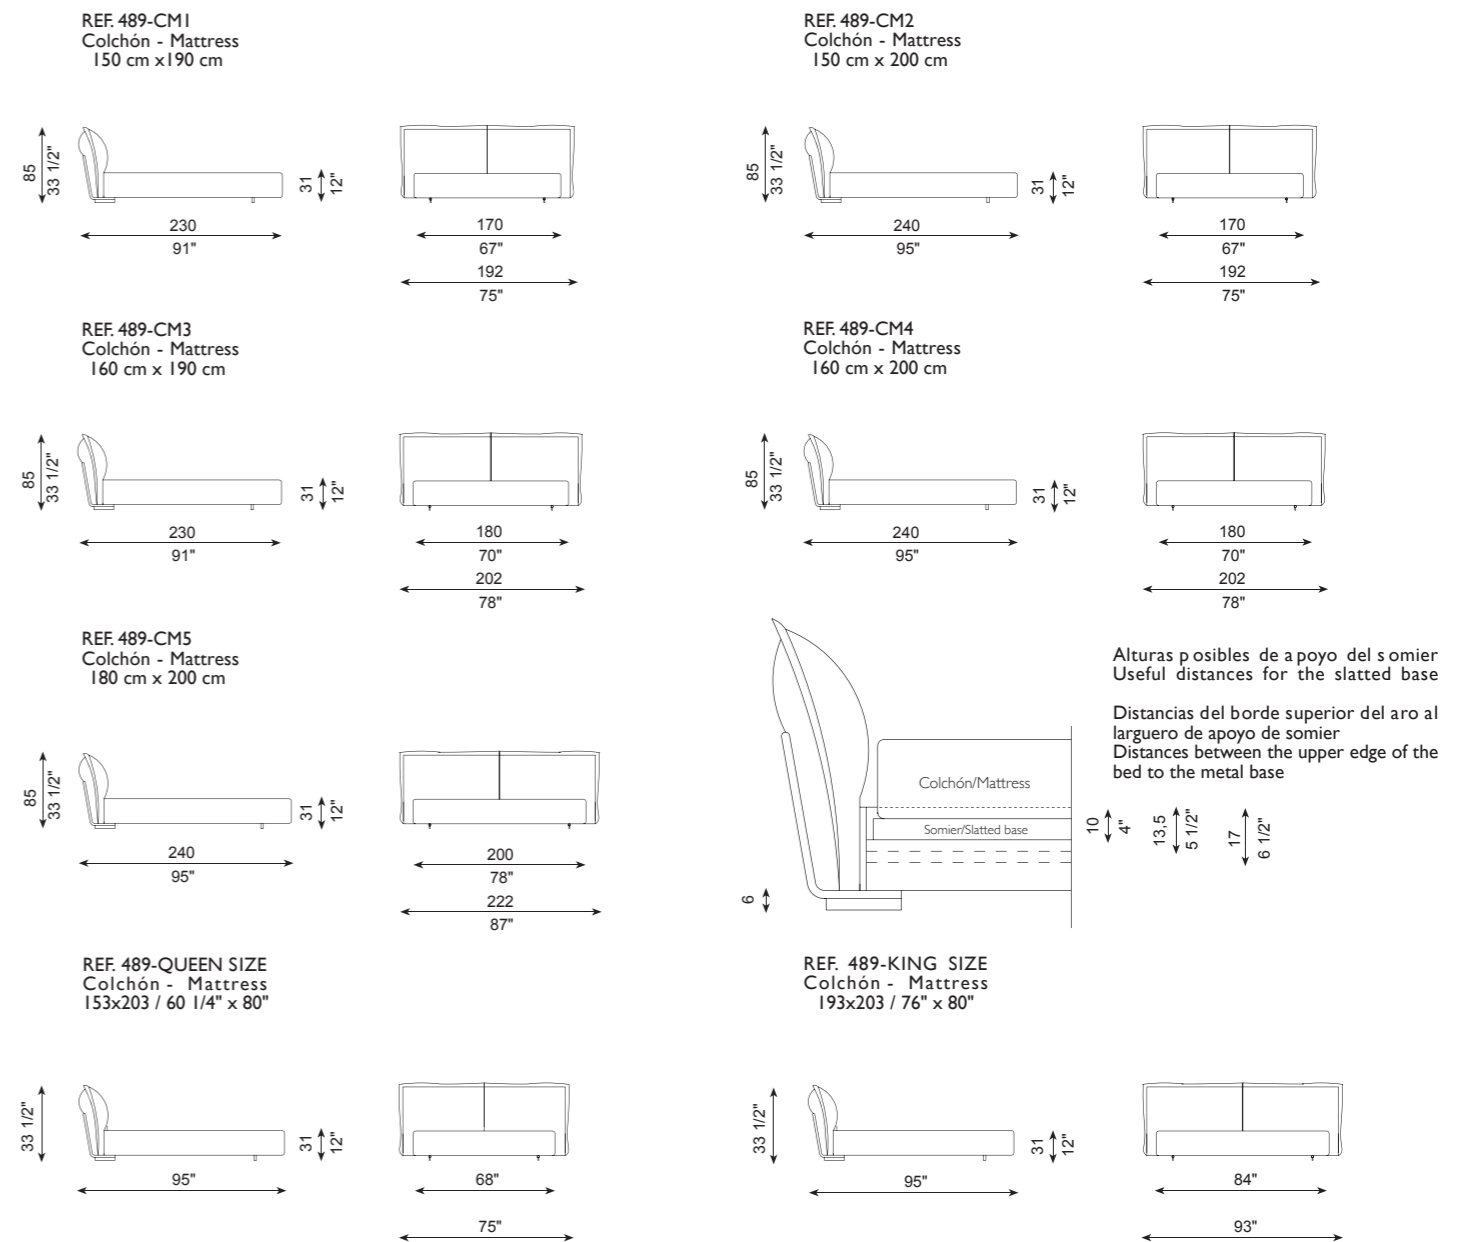 REF. 489-CM1
Colchón - Mattress
150 cm x190 cm
85
33 1/2"
31
12"
230
91"
170
67"
192
75"
REF. 489-CM2
Colchón - Mattress
150 cm x 200 cm
85
33 1/2"
31
12"
240
95"
170
67"
192
75"
REF. 489-CM3
Colchón - Mattress
160 cm x 190 cm
85
33 1/2"
31
12"
230
91"
180
70"
202
78"
REF. 489-CM4
Colchón - Mattress
160 cm x 200 cm
85
33 1/2"
31
12"
240
95"
180
70"
202
78"
REF. 489-CM5
Colchón - Mattress
180 cm x 200 cm
85
33 1/2"
31
12"
240
95"
200
78"
222
87"
Alturas posibles de apoyo del somier
Useful distances for the slatted base
Distancias del borde superior del aro al
larguero de apoyo de somier
Distances between the upper edge of the
bed to the metal base
Colchón/Mattress
Somier/Slatted base
10
4"
13,5
5 1/2"
17
6 1/2"
6
REF. 489-QUEEN SIZE
Colchón - Mattress
153x203 / 60 1/4" x 80"
33 1/2"
31
12"
95"
68"
75"
REF. 489-KING SIZE
Colchón - Mattress
193x203 / 76" x 80"
33 1/2"
31
12"
95"
84"
93"